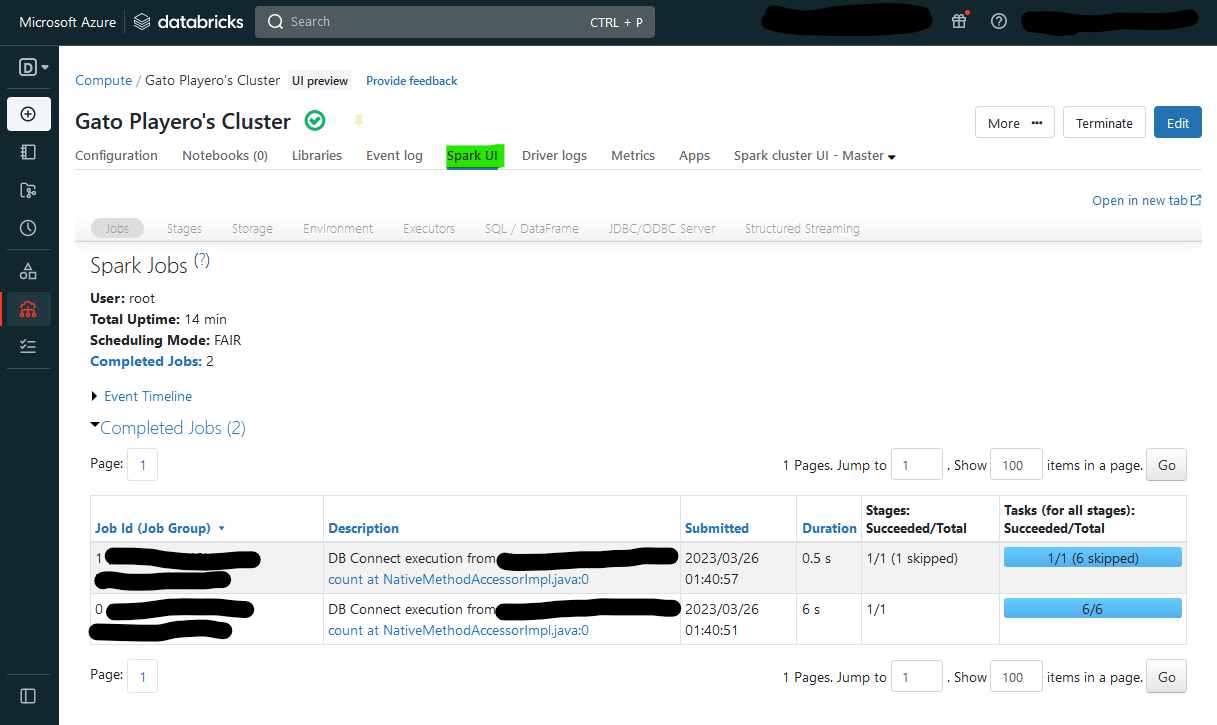 Microsoft Azure databricks Search CTRL + P
D
Compute / Gato Playero's Cluster UI preview Provide feedback
Gato Playero's Cluster More ••• Terminate Edit
Configuration Notebooks (0) Libraries Event log Spark UI Driver logs Metrics Apps Spark cluster UI - Master
Open in new tab
Jobs Stages Storage Environment Executors SQL / DataFrame JDBC/ODBC Server Structured Streaming
Spark Jobs (?)
User: root
Total Uptime: 14 min
Scheduling Mode: FAIR
Completed Jobs: 2
Event Timeline
Completed Jobs (2)
Page: 1 1 Pages. Jump to 1 . Show 100 items in a page. Go
Job Id (Job Group) Description Submitted Duration Stages: Succeeded/Total Tasks (for all stages): Succeeded/Total
1 DB Connect execution from 2023/03/26 0.5 s 1/1 (1 skipped) 1/1 (6 skipped)
count at NativeMethodAccessorImpl.java:0 01:40:57
0 DB Connect execution from 2023/03/26 6 s 1/1 6/6
count at NativeMethodAccessorImpl.java:0 01:40:51
Page: 1 1 Pages. Jump to 1 . Show 100 items in a page. Go